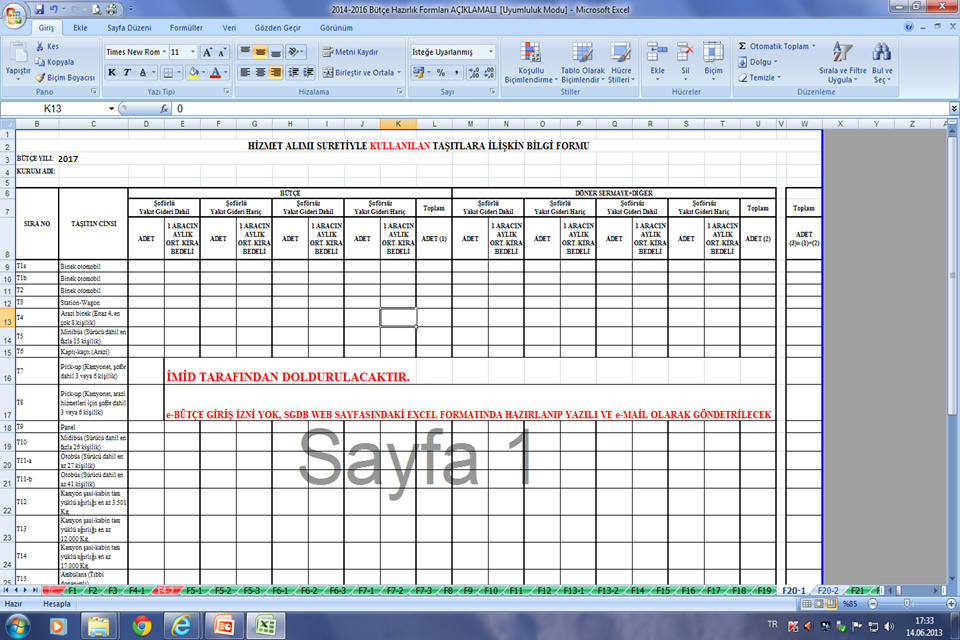 2014-2016 Bütçe Hazırlık Formları AÇIKLAMALI [Uyumluluk Modu] - Microsoft Excel
Giriş Ekle Sayfa Düzeni Formüller Veri Gözden Geçir Görünüm
Yapıştır
Kes
Kopyala
Biçim Boyacısı
Pano
Times New Rom 11
K T A
Yazı Tipi
Metni Kaydır
Birleştir ve Ortala
Hizalama
İsteğe Uyarlanmış
Sayı
Koşullu Biçimlendirme
Tablo Olarak Biçimlendir
Hücre Stilleri
Stiller
Ekle Sil Biçim
Hücreler
Σ Otomatik Toplam
Dolgu
Temizle
Sırala ve Filtre Uygula
Bul ve Seç
Düzenleme
K13 fx 0
B C D E F G H I J K L M N O P Q R S T U V W X Y Z
HİZMET ALIMI SURETİYLE KULLANILAN TAŞITLARA İLİŞKİN BİLGİ FORMU
BÜTÇE YILI: 2017
KURUM ADI:
SIRA NO
TAŞITIN CİNSİ
BÜTÇE
DÖNER SERMAYE+DİĞER
Şoförlü Yakıt Gideri Dahil
Şoförlü Yakıt Gideri Hariç
Şoförsüz Yakıt Gideri Dahil
Şoförsüz Yakıt Gideri Hariç
Toplam
Şoförlü Yakıt Gideri Dahil
Şoförlü Yakıt Gideri Hariç
Şoförsüz Yakıt Gideri Dahil
Şoförsüz Yakıt Gideri Hariç
Toplam
Toplam
ADET
1 ARACIN AYLIK ORT. KİRA BEDELİ
ADET
1 ARACIN AYLIK ORT. KİRA BEDELİ
ADET
1 ARACIN AYLIK ORT. KİRA BEDELİ
ADET
1 ARACIN AYLIK ORT. KİRA BEDELİ
ADET (1)
ADET
1 ARACIN AYLIK ORT. KİRA BEDELİ
ADET
1 ARACIN AYLIK ORT. KİRA BEDELİ
ADET
1 ARACIN AYLIK ORT. KİRA BEDELİ
ADET
1 ARACIN AYLIK ORT. KİRA BEDELİ
ADET (2)
ADET (3)= (1)+(2)
T1a Binek otomobil
T1b Binek otomobil
T2 Binek otomobil
T3 Station-Wagon
T4 Arazi binek (Enaz 4, en çok 8 kişilik)
T5 Minibüs (Sürücü dahil en fazla 15 kişilik)
T6 Kaptı-kaçtı (Arazi)
T7 Pick-up (Kamyonet, şoför dahil 3 veya 6 kişilik)
İMİD TARAFINDAN DOLDURULACAKTIR.
T8 Pick-up (Kamyonet, arazi hizmetleri için şoför dahil 3 veya 6 kişilik)
e-BÜTÇE GİRİŞ İZNİ YOK, SGDB WEB SAYFASINDAKİ EXCEL FORMATINDA HAZIRLANIP YAZILI VE e-MAİL OLARAK GÖNDETRİLECEK
T9 Panel
T10 Midibüs (Sürücü dahil en fazla 26 kişilik)
Sayfa 1
T11-a Otobüs (Sürücü dahil en az 27 kişilik)
T11-b Otobüs (Sürücü dahil en az 41 kişilik)
T12 Kamyon şasi-kabin tam yüklü ağırlığı en az 3.501 Kg.
T13 Kamyon şasi-kabin tam yüklü ağırlığı en az 12.000 Kg.
T14 Kamyon şasi-kabin tam yüklü ağırlığı en az 17.000 Kg.
T15 Ambulans (Tıbbi
F1 F2 F3 F4-1 F4-2 F5-1 F5-2 F5-3 F6-1 F6-2 F6-3 F7-1 F7-2 F7-3 F8 F9 F10 F11 F12 F13-1 F13-2 F14 F15 F16 F17 F18 F19 F20-1 F20-2 F21
Hazır Hesapla %85
TR
17:33
14.06.2013